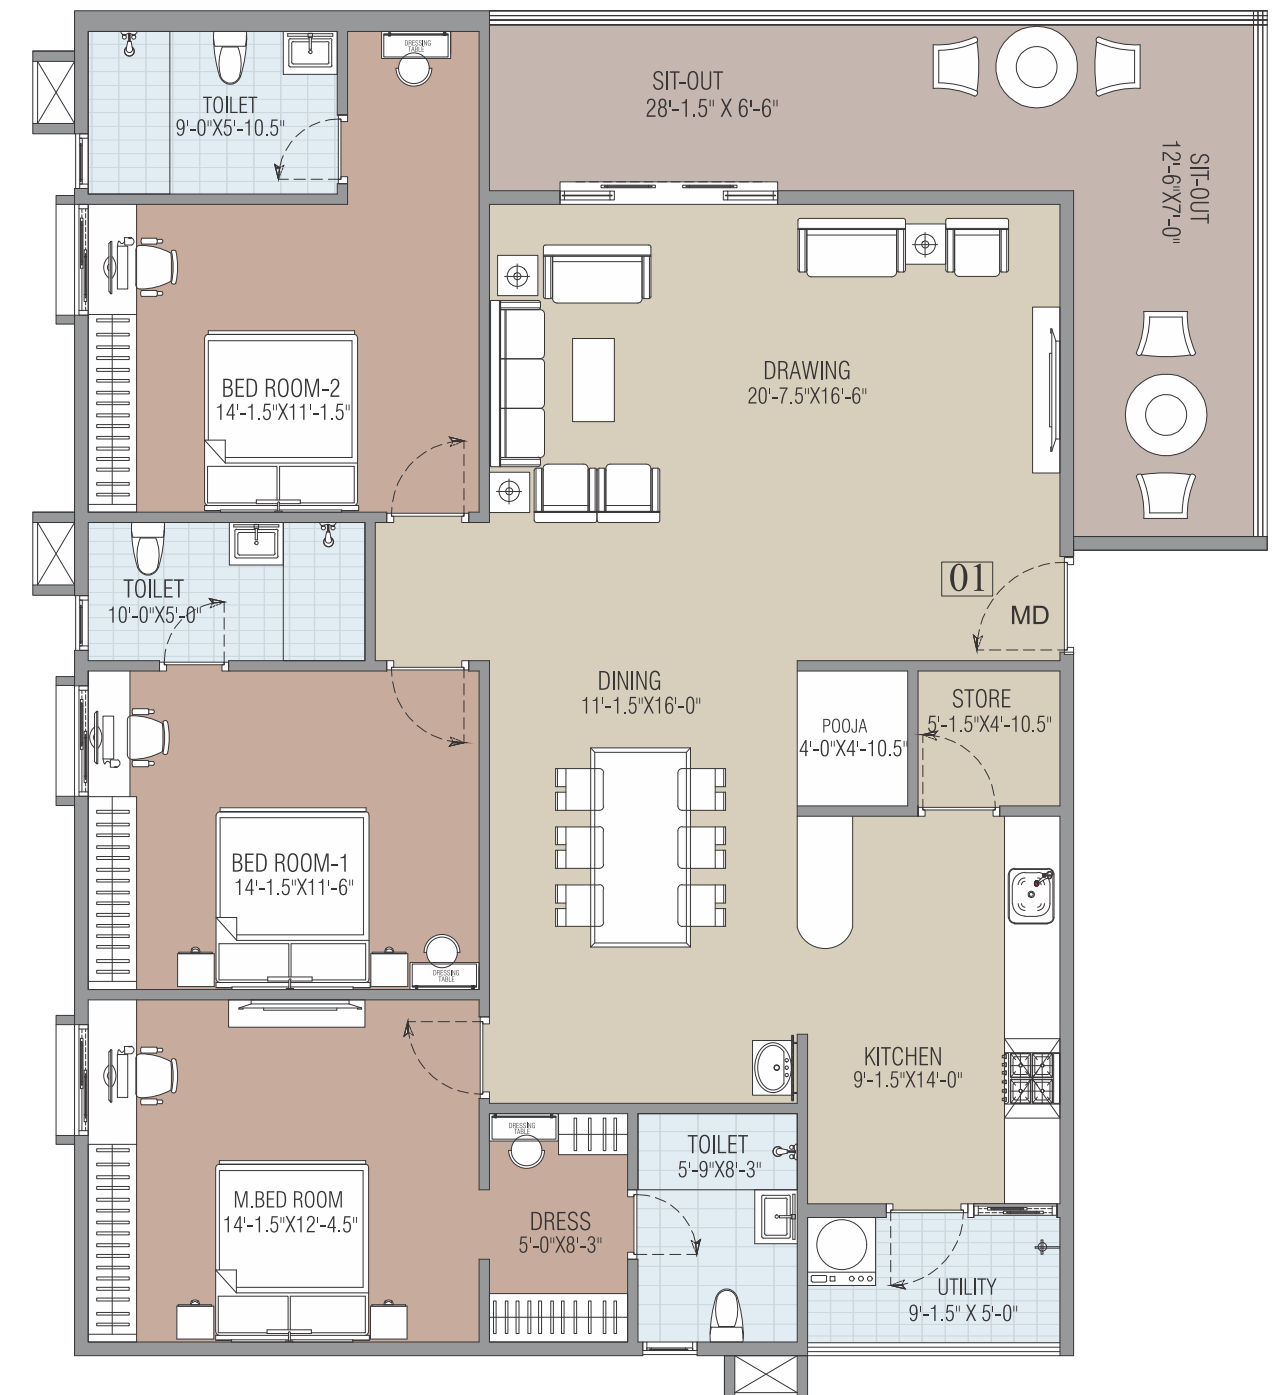 DRESSING
TABLE
TOILET
9'-0"X5'-10.5"
SIT-OUT
28'-1.5" X 6'-6"
SIT-OUT
12'-6"X7'-0"
BED ROOM-2
14'-1.5"X11'-1.5"
DRAWING
20'-7.5"X16'-6"
TOILET
10'-0"X5'-0"
01
MD
DINING
11'-1.5"X16'-0"
POOJA
4'-0"X4'-10.5"
STORE
5'-1.5"X4'-10.5"
BED ROOM-1
14'-1.5"X11'-6"
DRESSING
TABLE
KITCHEN
9'-1.5"X14'-0"
M.BED ROOM
14'-1.5"X12'-4.5"
DRESSING
TABLE
DRESS
5'-0"X8'-3"
TOILET
5'-9"X8'-3"
UTILITY
9'-1.5" X 5'-0"